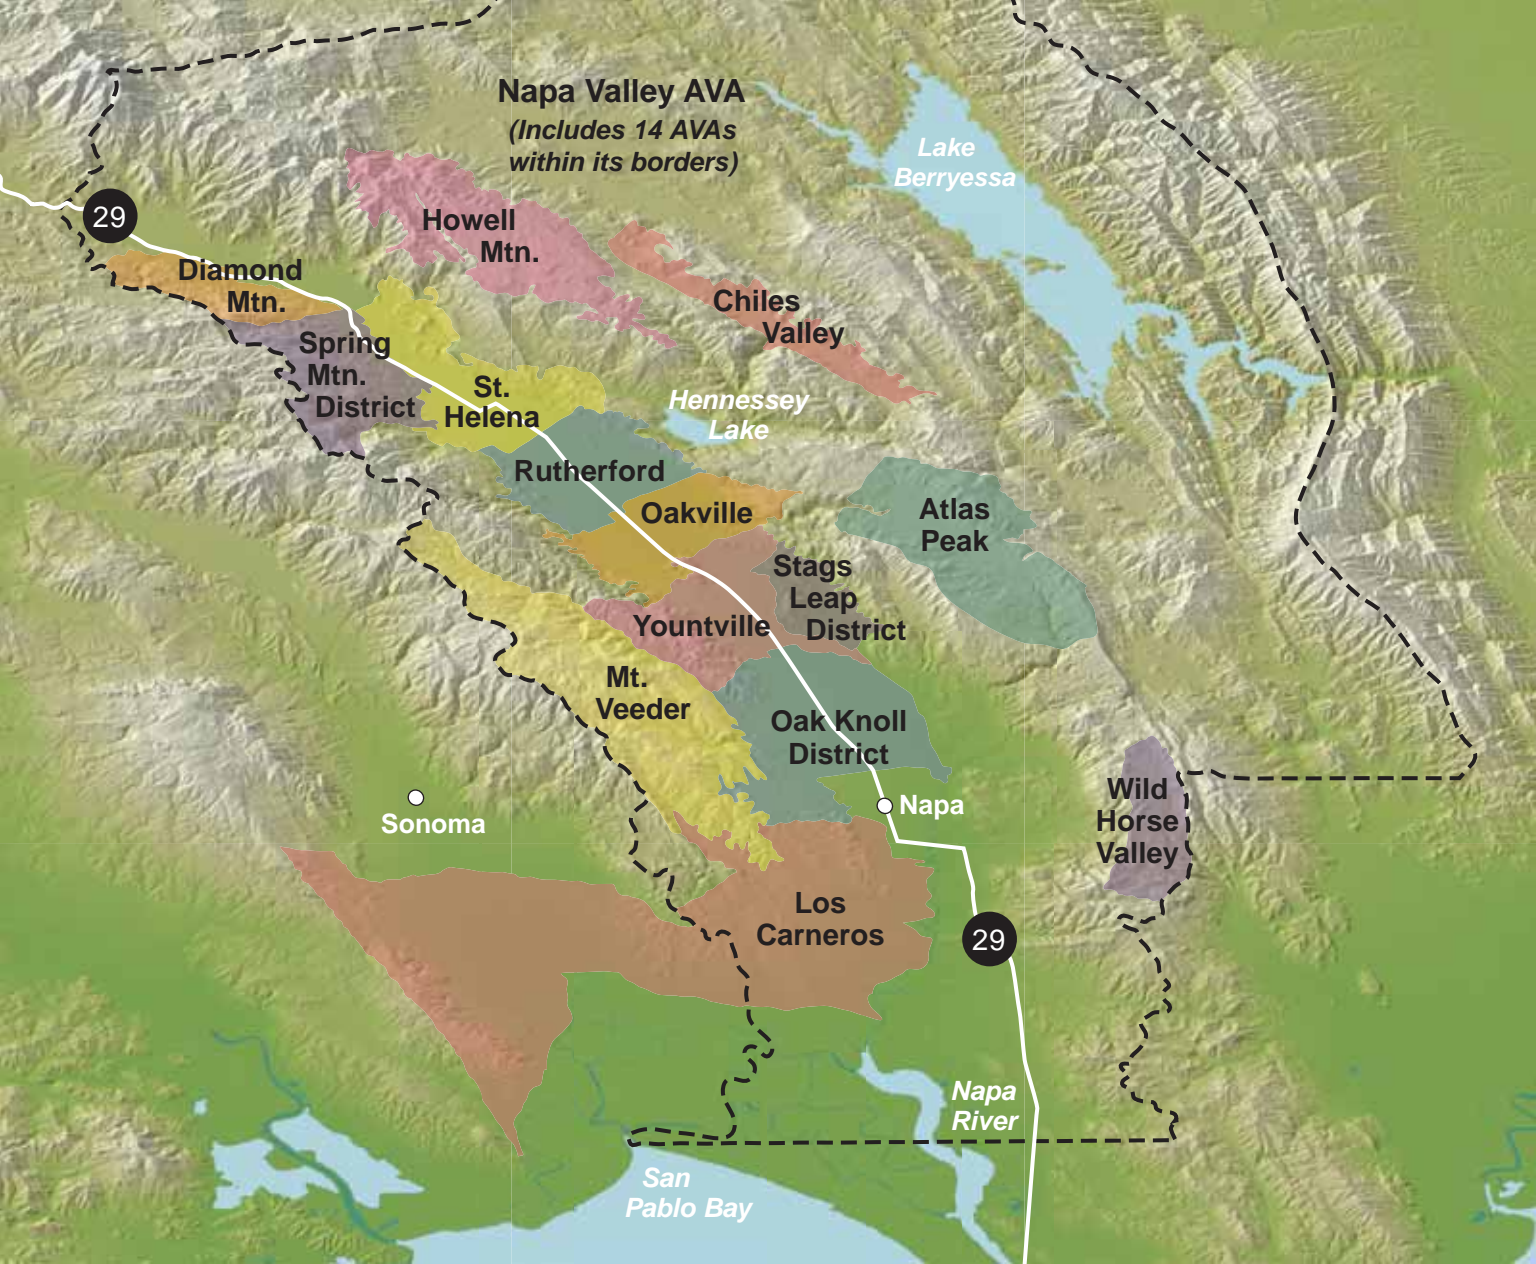 Napa Valley AVA
(Includes 14 AVAs
within its borders)
Lake
Berryessa
29
Howell
Mtn.
Diamond
Mtn.
Chiles
Valley
Spring
Mtn.
District
St.
Helena
Hennessey
Lake
Rutherford
Oakville
Atlas
Peak
Stags
Leap
District
Yountville
Mt.
Veeder
Oak Knoll
District
Wild
Horse
Valley
Napa
Sonoma
Los
Carneros
29
Napa
River
San
Pablo Bay